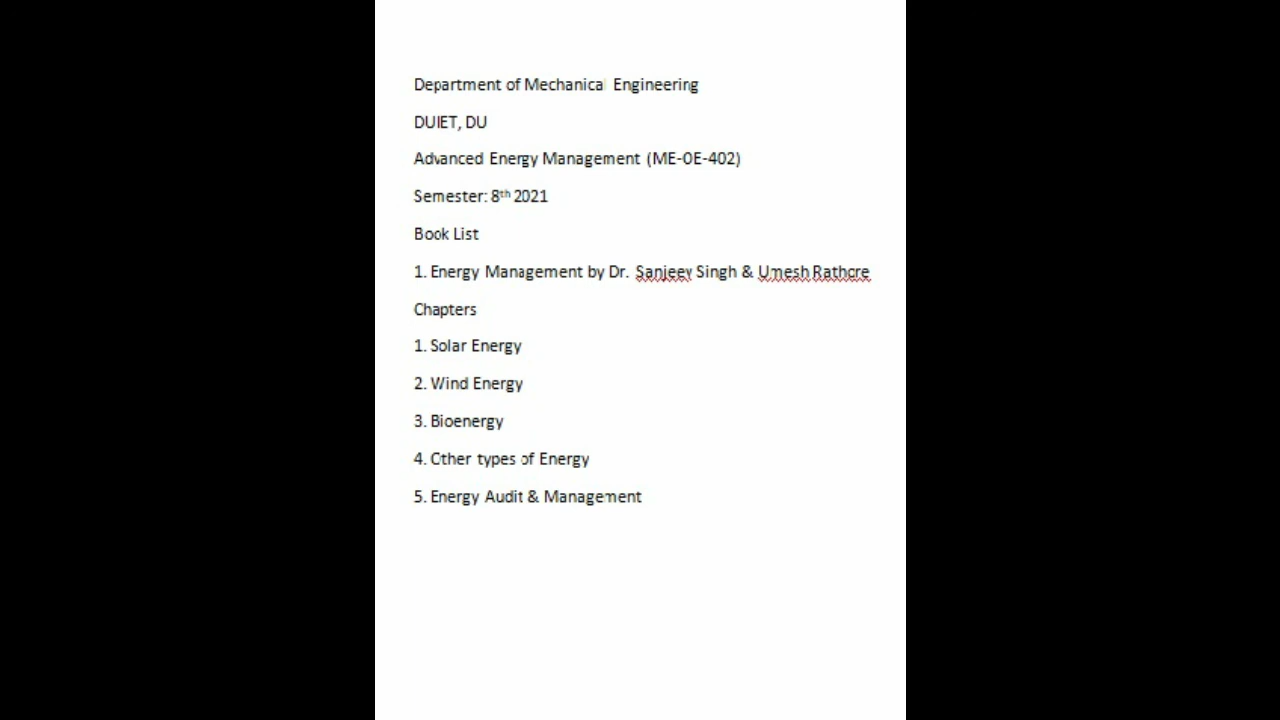 Department of Mechanical Engineering
DUIET, DU
Advanced Energy Management (ME-OE-402)
Semester: 8th 2021
Book List
1. Energy Management by Dr. Sanjeev Singh & Umesh Rathore
Chapters
1. Solar Energy
2. Wind Energy
3. Bioenergy
4. Other types of Energy
5. Energy Audit & Management